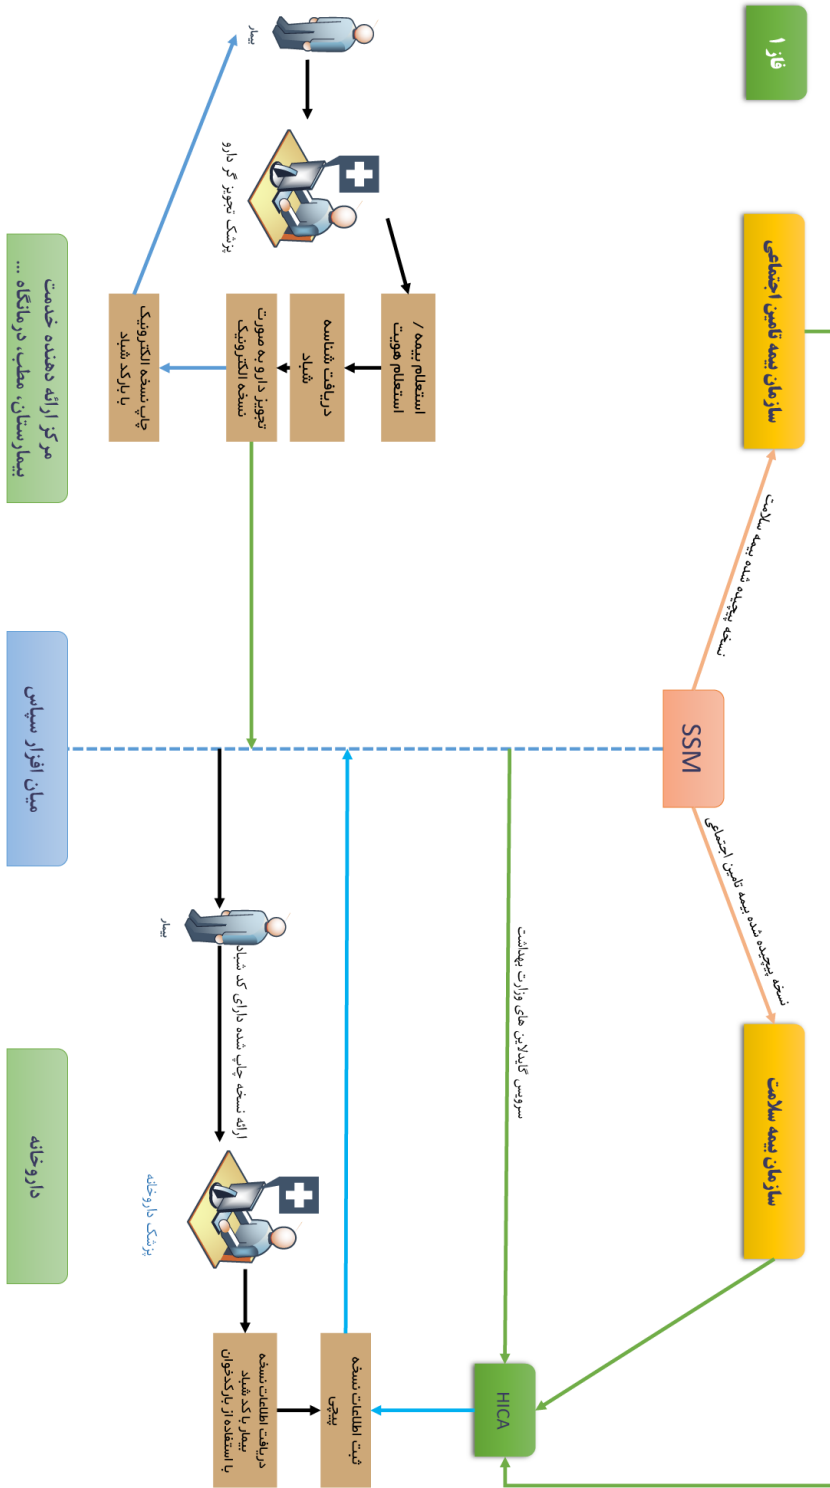 فاز ۱
سازمان بیمه تامین اجتماعی
نسخه پیچیده شده بیمه سلامت
SSM
نسخه پیچیده شده بیمه تامین اجتماعی
سازمان بیمه سلامت
بیمار
پزشک تجویز گر دارو
استعلام بیمه /
استعلام هویت
دریافت شناسه
شباد
تجویز دارو به صورت
نسخه الکترونیک
چاپ نسخه الکترونیک
با بارکد شباد
سرویس گایدلاین های وزارت بهداشت
HICA
بیمار
ارائه نسخه چاپ شده دارای کد شباد
پزشک داروخانه
ثبت اطلاعات نسخه
پیچی
دریافت اطلاعات نسخه
بیمار با کد شباد
با استفاده از بارکدخوان
مرکز ارائه دهنده خدمت
بیمارستان، مطب، درمانگاه ...
میان افزار سپاس
داروخانه